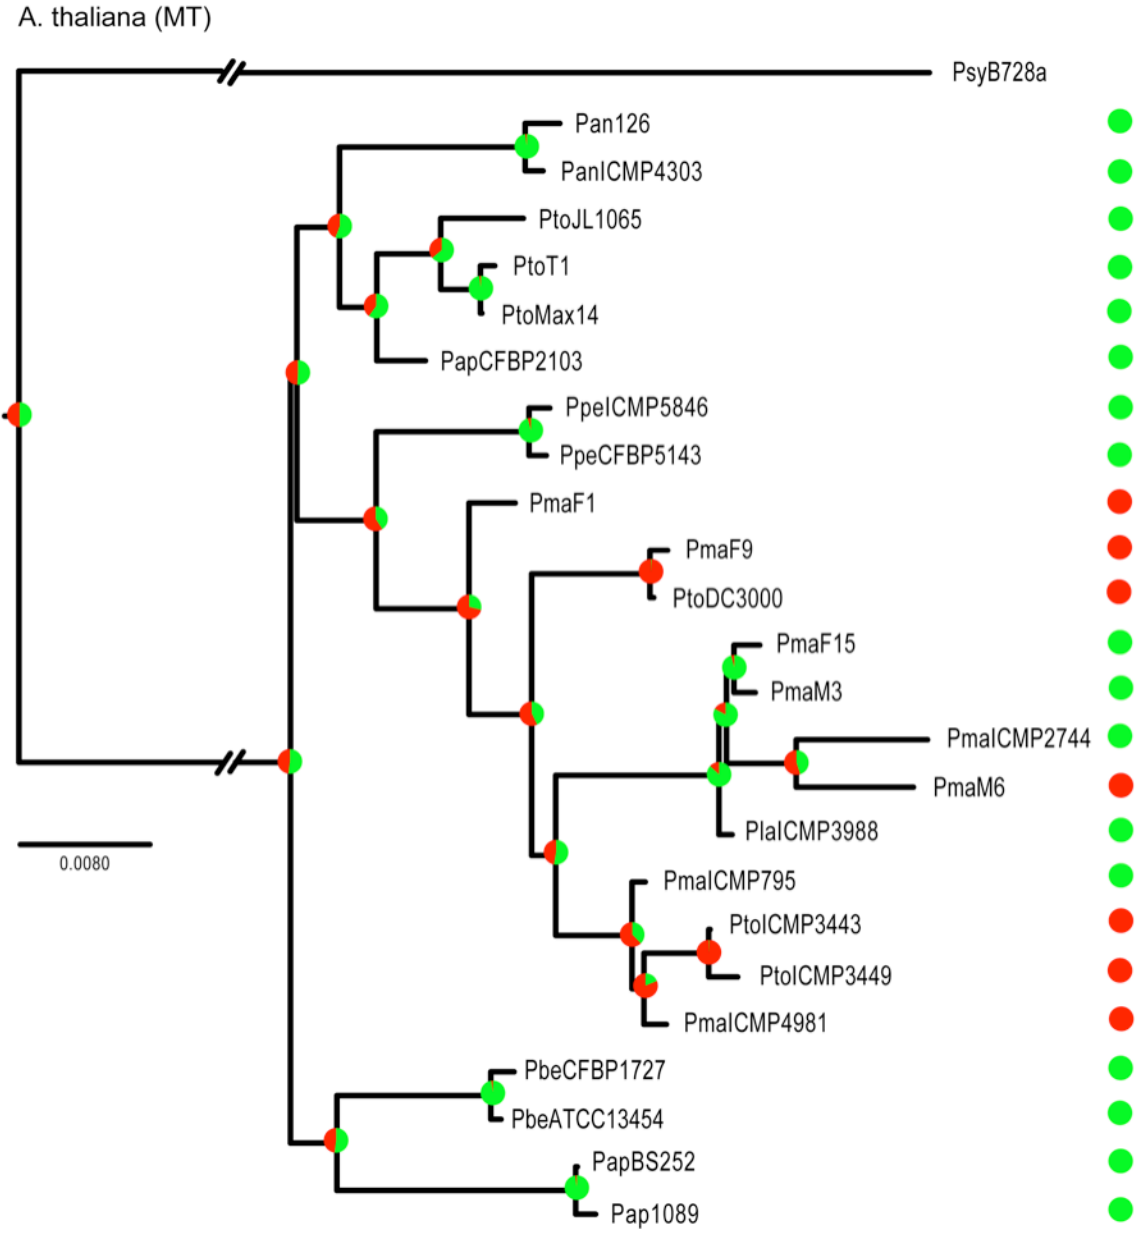 A. thaliana (MT)
PsyB728a
Pan126
PanICMP4303
PtoJL1065
PtoT1
PtoMax14
PapCFBP2103
PpeICMP5846
PpeCFBP5143
PmaF1
PmaF9
PtoDC3000
PmaF15
PmaM3
PmaICMP2744
PmaM6
PlaICMP3988
0.0080
PmaICMP795
PtoICMP3443
PtoICMP3449
PmaICMP4981
PbeCFBP1727
PbeATCC13454
PapBS252
Pap1089